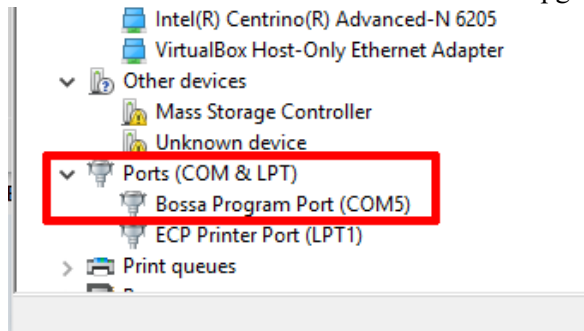 Intel(R) Centrino(R) Advanced-N 6205
VirtualBox Host-Only Ethernet Adapter
Other devices
Mass Storage Controller
Unknown device
Ports (COM & LPT)
Bossa Program Port (COM5)
ECP Printer Port (LPT1)
Print queues